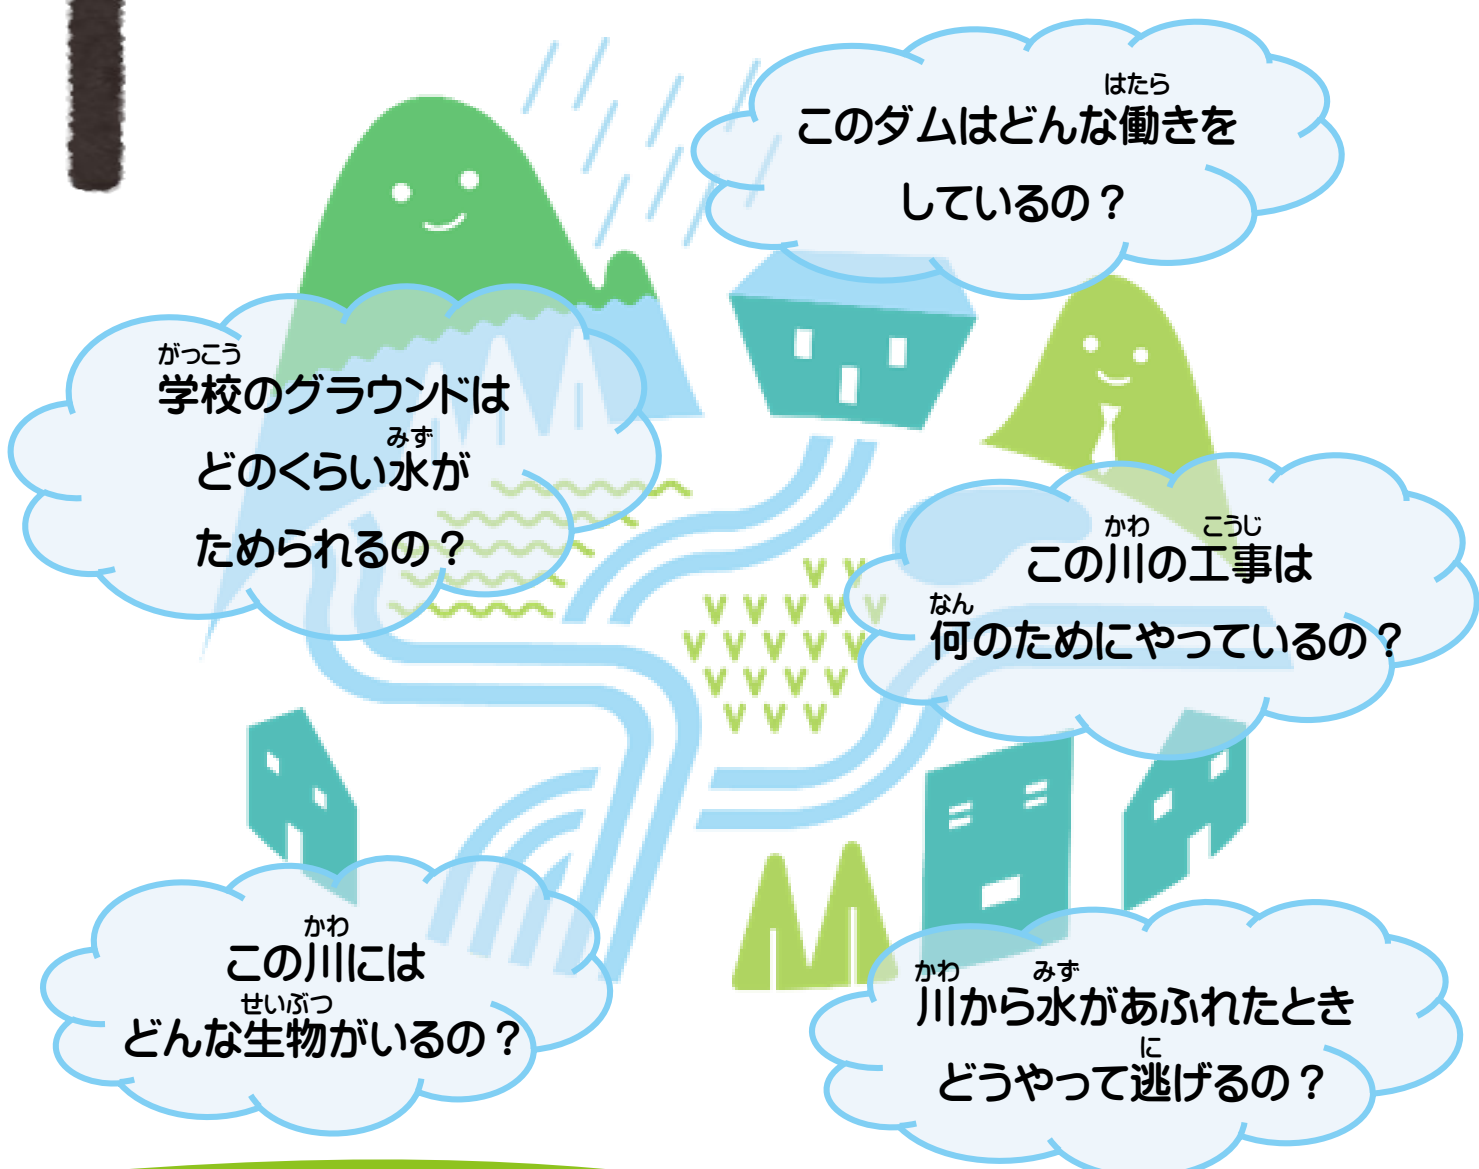 このダムはどんな働きを
はたら
しているの？
がっこう
学校のグラウンドは
みず
どのくらい水が
ためられるの？
かわ こうじ
この川の工事は
なん
何のためにやっているの？
かわ
この川には
せいぶつ
どんな生物がいるの？
かわ みず
川から水があふれたとき
に
どうやって逃げるの？